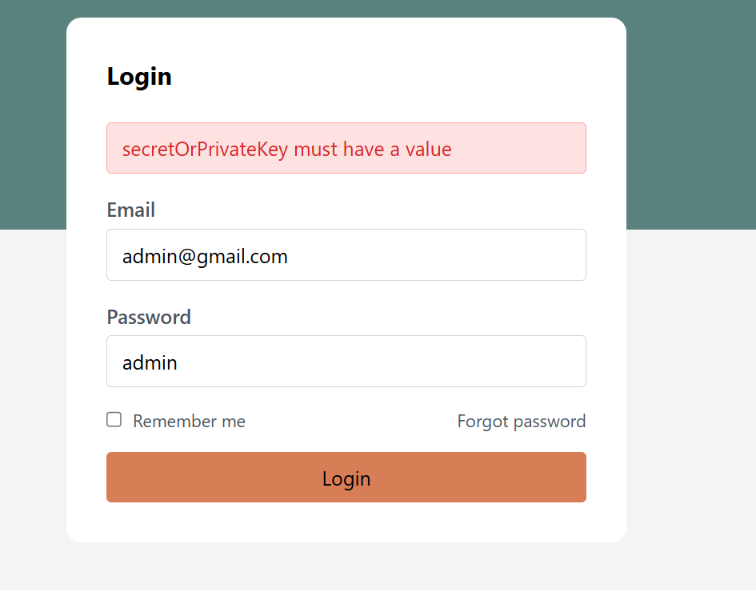 Login
secretOrPrivateKey must have a value
Email
admin@gmail.com
Password
admin
Remember me Forgot password
Login